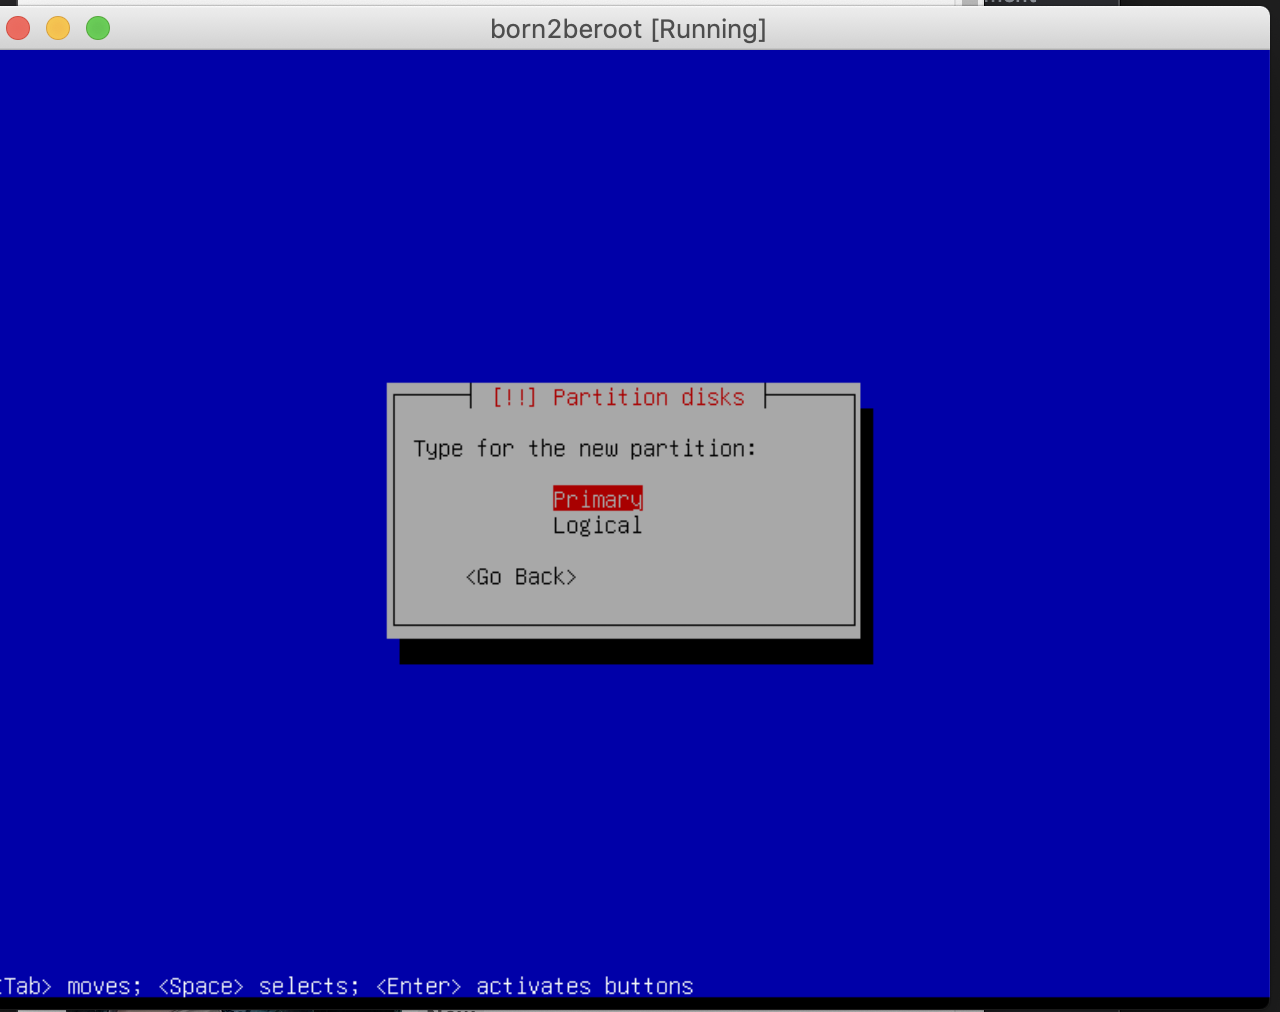 born2beroot [Running]
[!!] Partition disks
Type for the new partition:
Primary
Logical
<Go Back>
Tab> moves; <Space> selects; <Enter> activates buttons